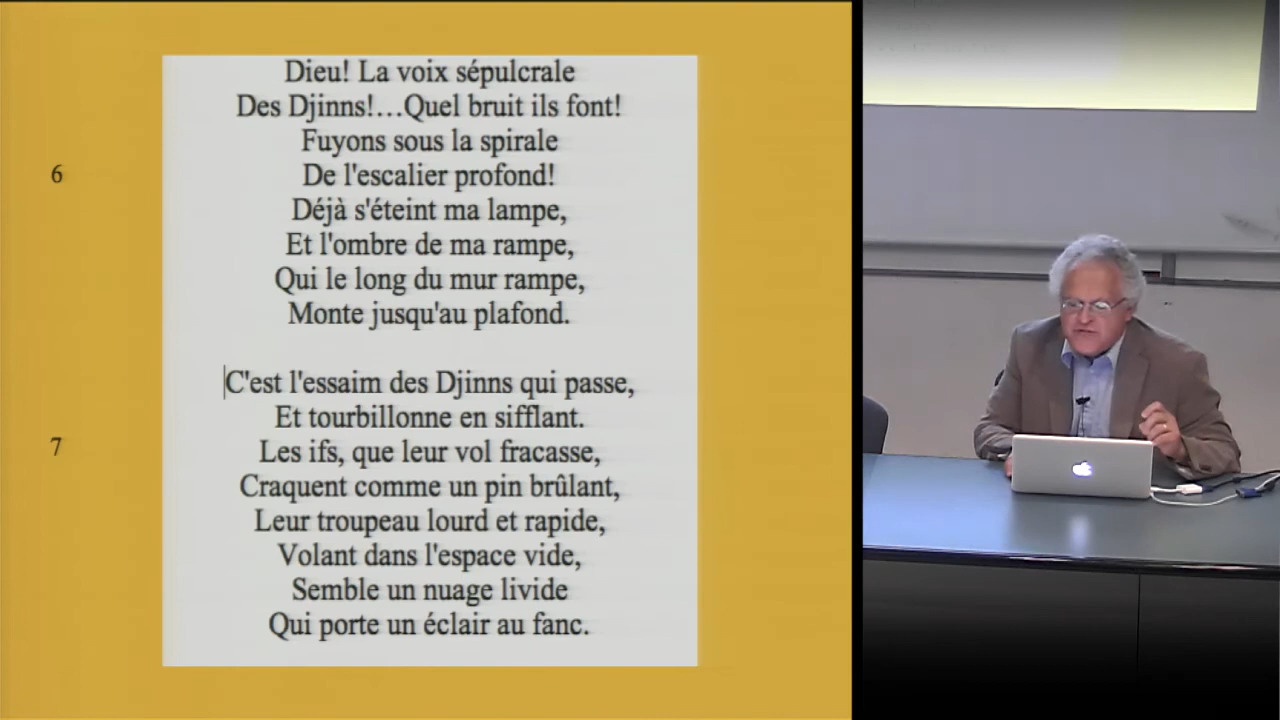 Dieu! La voix sépulcrale
Des Djinns!...Quel bruit ils font!
Fuyons sous la spirale
6
De l'escalier profond!
Déjà s'éteint ma lampe,
Et l'ombre de ma rampe,
Qui le long du mur rampe,
Monte jusqu'au plafond.
C'est l'essaim des Djinns qui passe,
Et tourbillonne en sifflant.
7
Les ifs, que leur vol fracasse,
Craquent comme un pin brûlant,
Leur troupeau lourd et rapide,
Volant dans l'espace vide,
Semble un nuage livide
Qui porte un éclair au fanc.